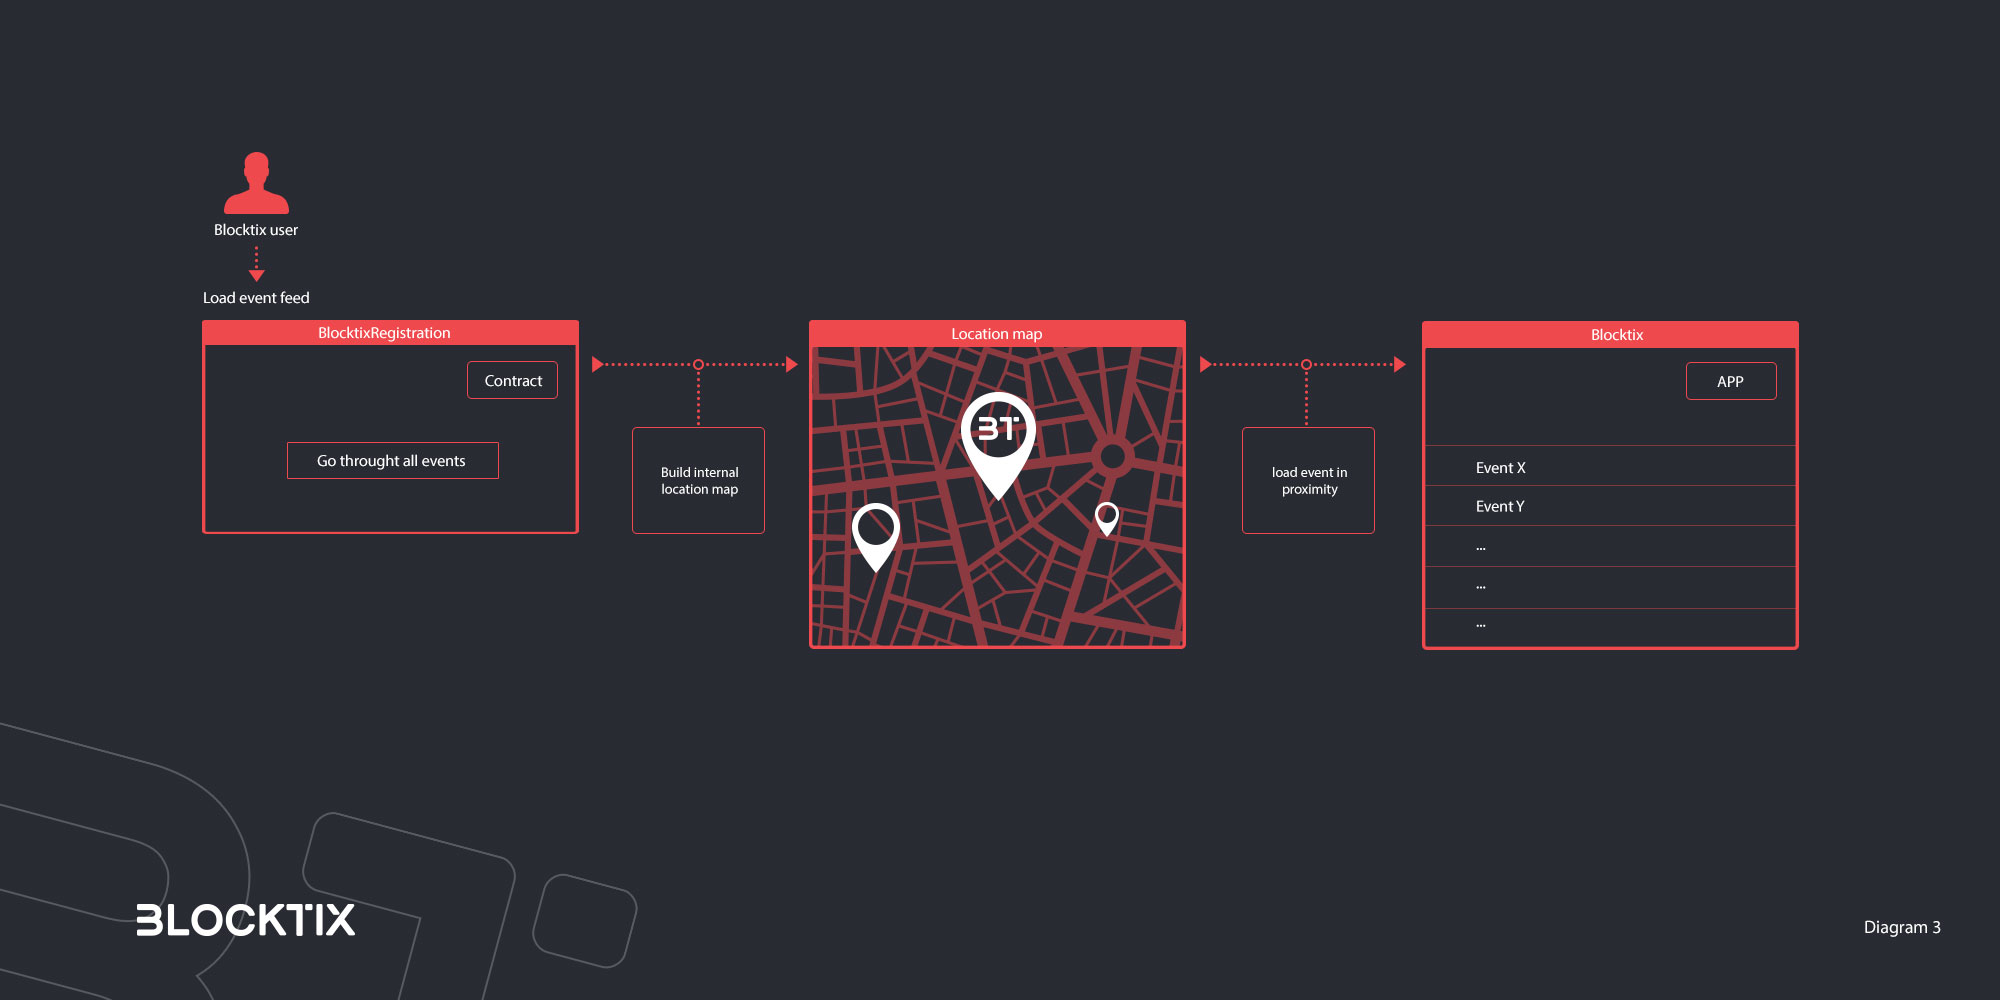 Blocktix user
Load event feed
BlocktixRegistration
Contract
Go throught all events
Build internal
location map
Location map
BT
load event in
proximity
Blocktix
APP
Event X
Event Y
...
...
...
BLOCKTIX
Diagram 3